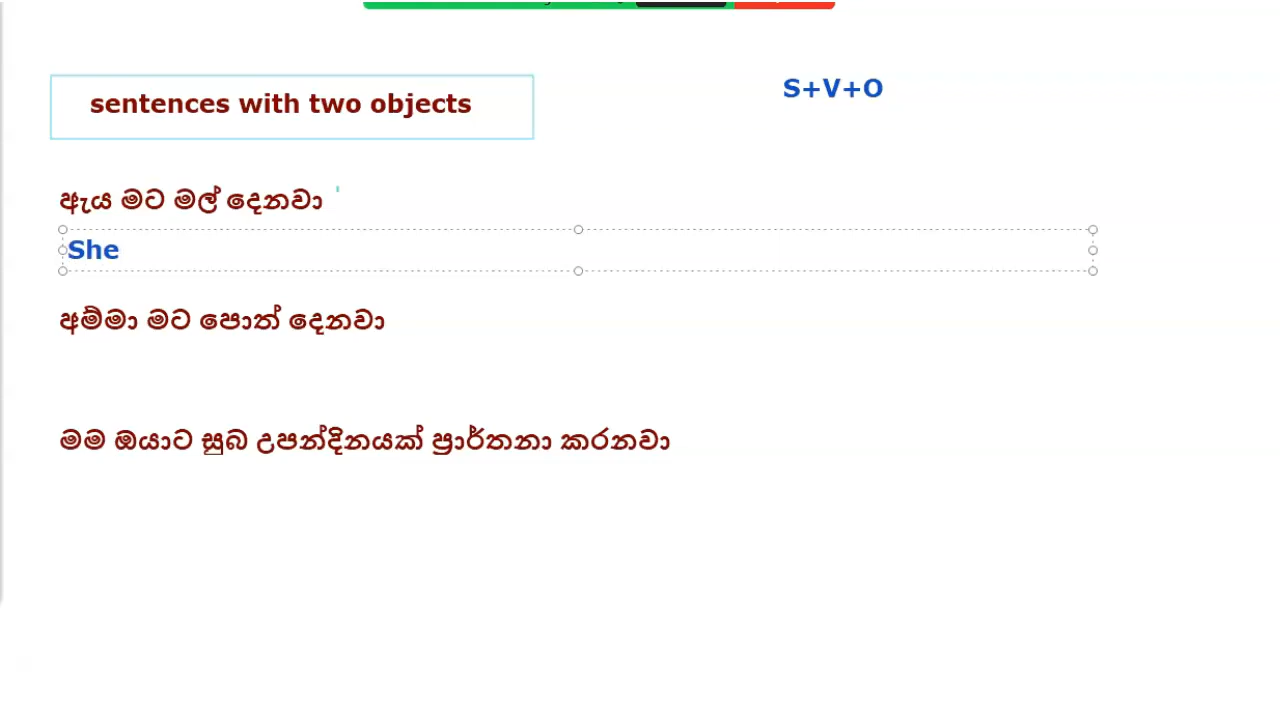 sentences with two objects
S+V+O
ඇය මට මල් දෙනවා
She
අම්මා මට පොත් දෙනවා
මම ඔයාට සුබ උපන්දිනයක් ප්‍රාර්තනා කරනවා